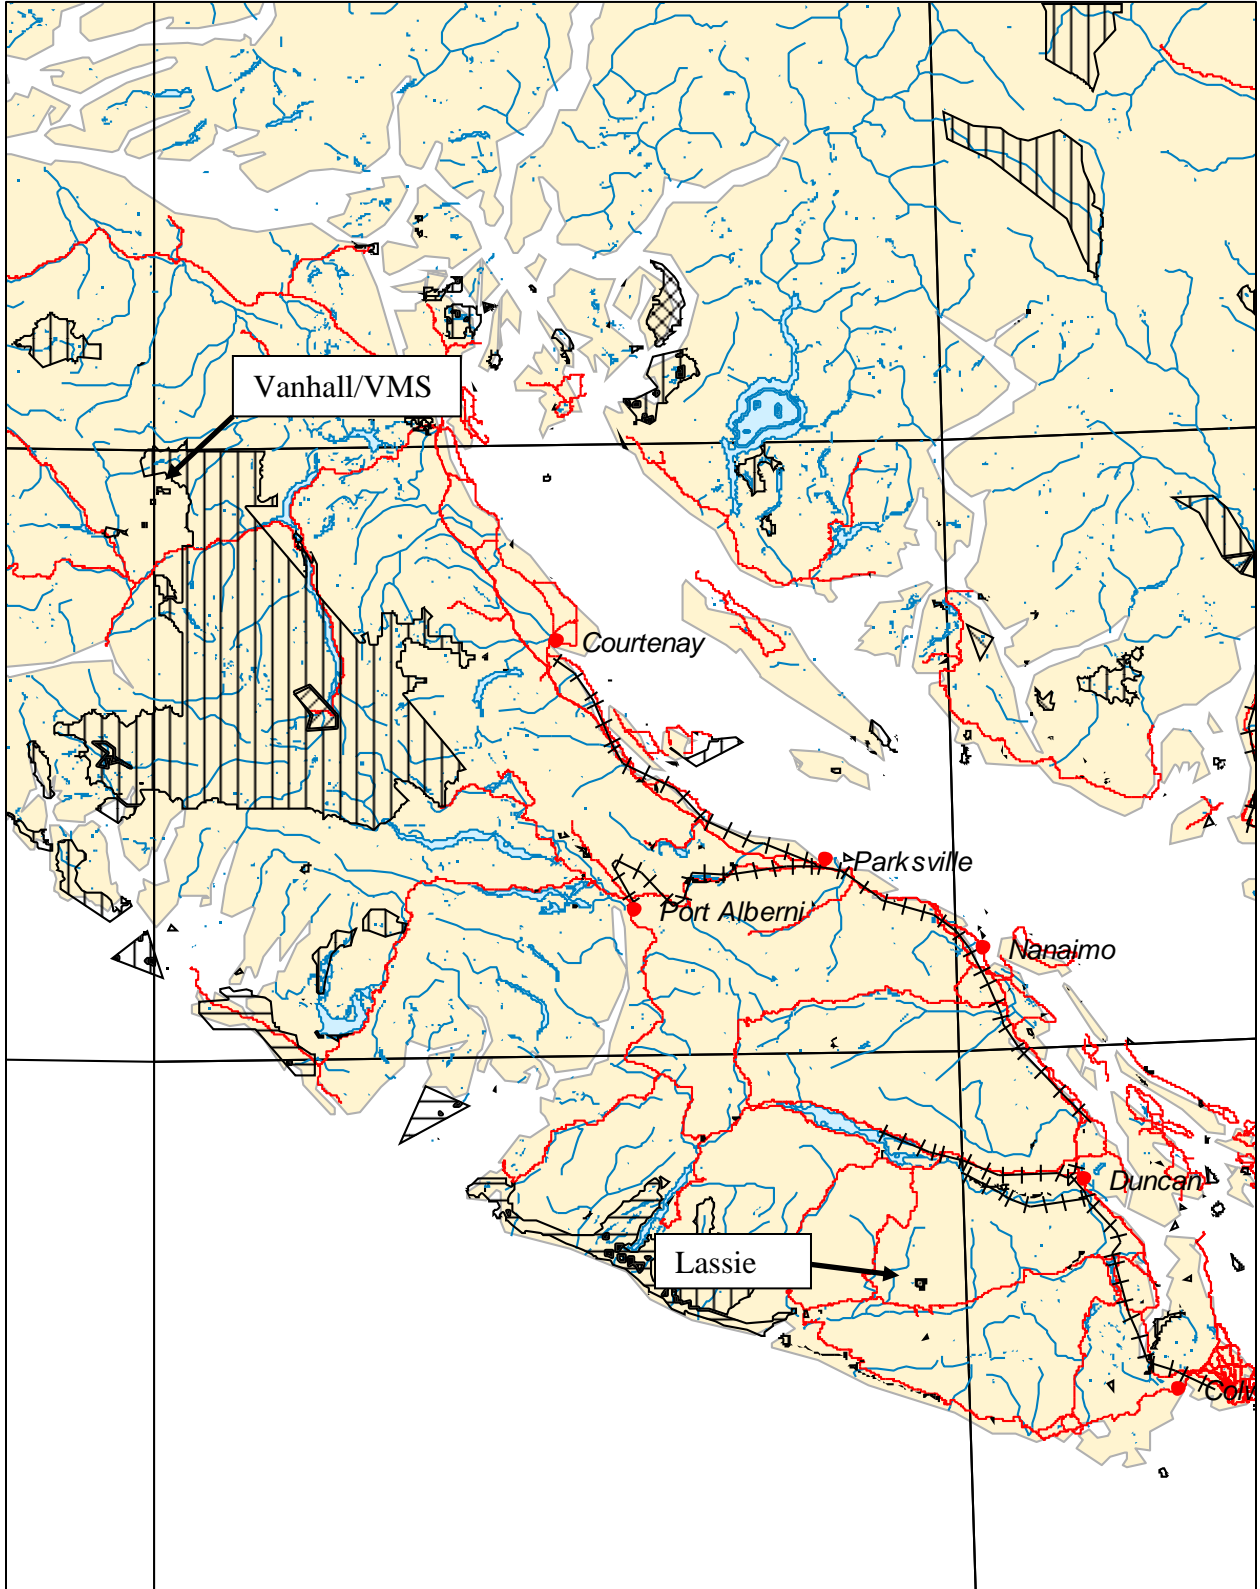 Vanhall/VMS
Courtenay
Parksville
Port Alberni
Nanaimo
Duncan
Lassie